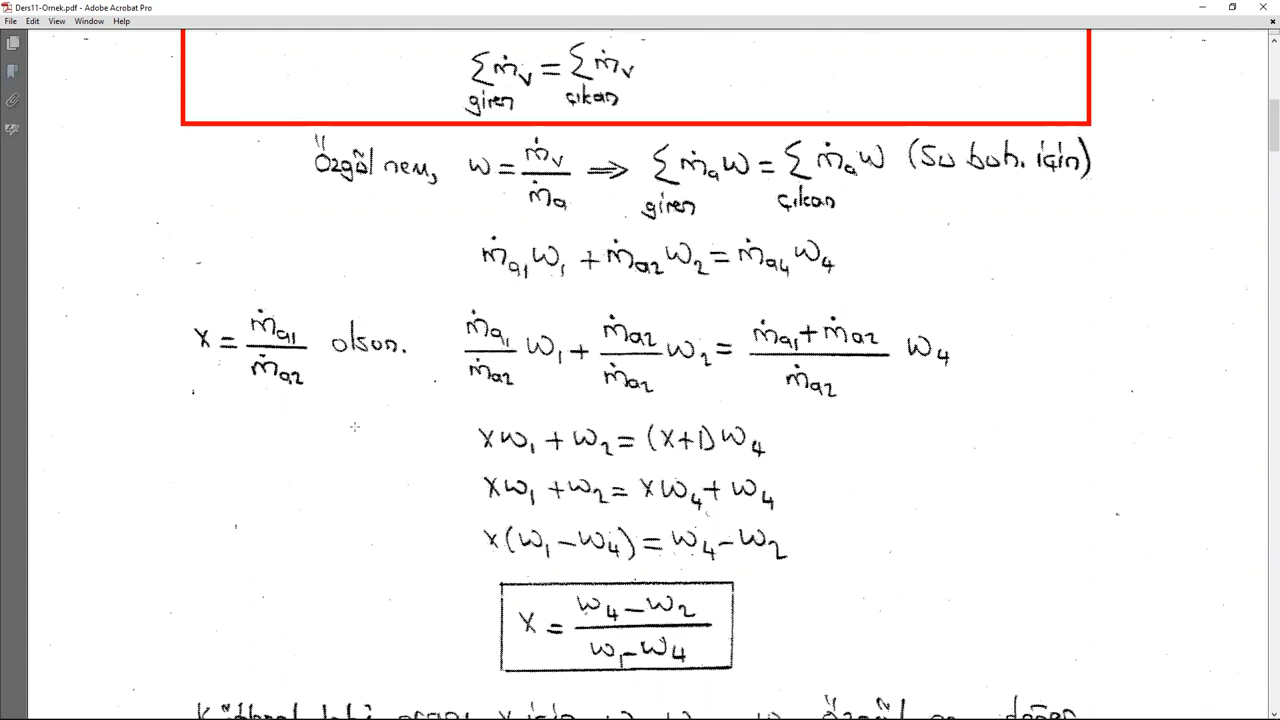 Ders11-Ornek.pdf - Adobe Acrobat Pro
File Edit View Window Help
∑ṁv = ∑ṁv
giren çıkan
Özgül nem, ω = ṁv/ṁa ⟹ ∑ṁaω = ∑ṁaω (Su buh. için)
giren çıkan
ṁa1ω1 + ṁa2ω2 = ṁa4ω4
x = ṁa1/ṁa2 olsun. ṁa1/ṁa2 ω1 + ṁa2/ṁa2 ω2 = (ṁa1+ṁa2)/ṁa2 ω4
xω1 + ω2 = (x+1)ω4
xω1 + ω2 = xω4 + ω4
x(ω1 − ω4) = ω4 − ω2
x = (ω4 − ω2)/(ω1 − ω4)